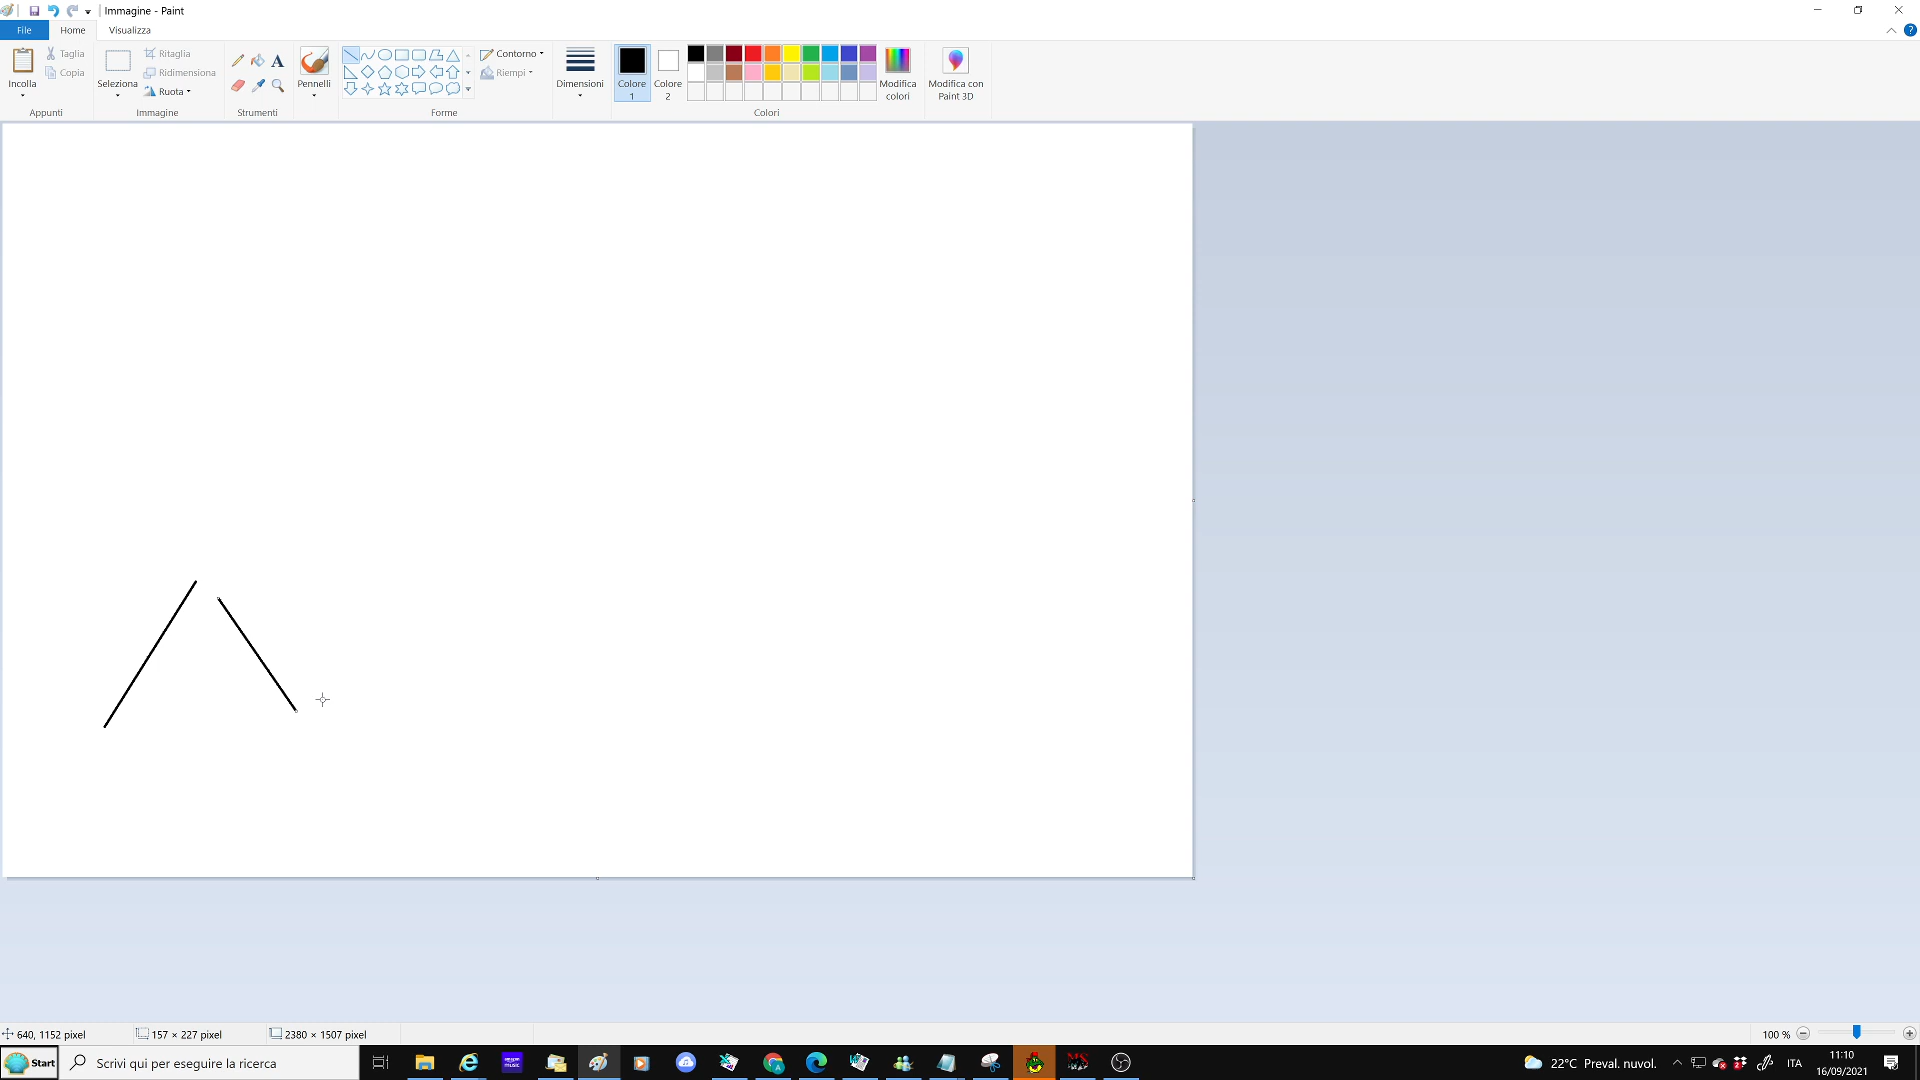 Immagine - Paint
File Home Visualizza
Incolla
Taglia
Copia
Appunti
Seleziona
Ritaglia
Ridimensiona
Ruota
Immagine
A
Strumenti
Pennelli
Contorno
Riempi
Forme
Dimensioni
Colore
1
Colore
2
Colori
Modifica
colori
Modifica con
Paint 3D
640, 1152 pixel 157 × 227 pixel 2380 × 1507 pixel 100 %
Start Scrivi qui per eseguire la ricerca 22°C Preval. nuvol. ITA
11:10
16/09/2021